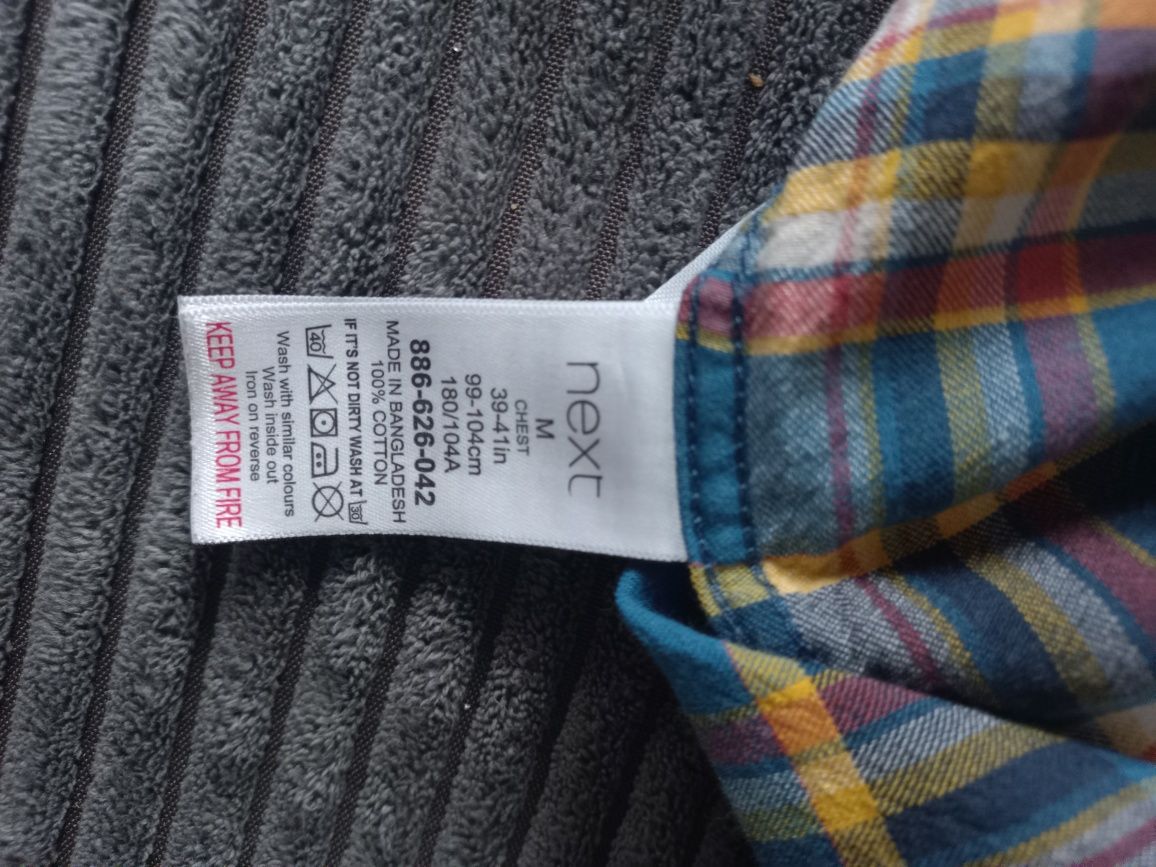 next
M
CHEST
39-41in
99-104cm
180/104A
886-626-042
MADE IN BANGLADESH
100% COTTON
IF IT'S NOT DIRTY WASH AT 30
40
Wash with similar colours
Wash inside out
Iron on reverse
KEEP AWAY FROM FIRE